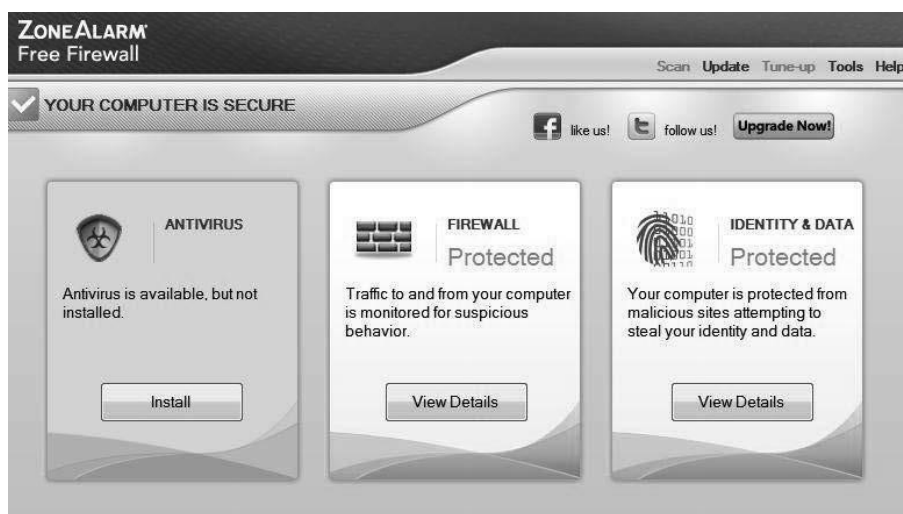 ZONEALARM
Free Firewall
Scan Update Tune-up Tools Help
YOUR COMPUTER IS SECURE
like us! follow us! Upgrade Now!
ANTIVIRUS
Antivirus is available, but not
installed.
Install
FIREWALL
Protected
Traffic to and from your computer
is monitored for suspicious
behavior.
View Details
IDENTITY & DATA
Protected
Your computer is protected from
malicious sites attempting to
steal your identity and data.
View Details